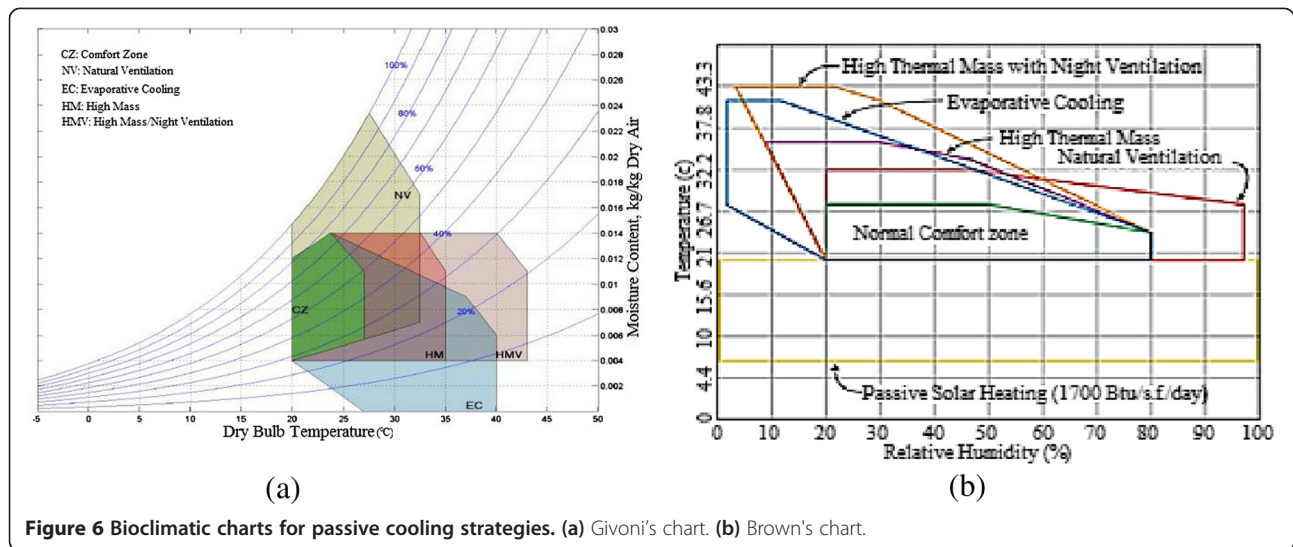 CZ: Comfort Zone
NV: Natural Ventilation
EC: Evaporative Cooling
HM: High Mass
HMV: High Mass/Night Ventilation
100%
80%
60%
40%
20%
NV
CZ
HM
HMV
EC
0.03
0.028
0.026
0.024
0.022
0.02
0.018
0.016
0.014
0.012
0.01
0.008
0.006
0.004
0.002
Moisture Content, kg/kg Dry Air
-5 0 5 10 15 20 25 30 35 40 45 50
Dry Bulb Temperature(°C)
(a)
High Thermal Mass with Night Ventilation
Evaporative Cooling
High Thermal Mass
Natural Ventilation
Normal Comfort zone
Passive Solar Heating (1700 Btu/s.f./day)
43.3
37.8
32.2
26.7
21
15.6
10
4.4
0
Temperature (c)
0 10 20 30 40 50 60 70 80 90 100
Relative Humidity (%)
(b)
Figure 6 Bioclimatic charts for passive cooling strategies. (a) Givoni's chart. (b) Brown's chart.